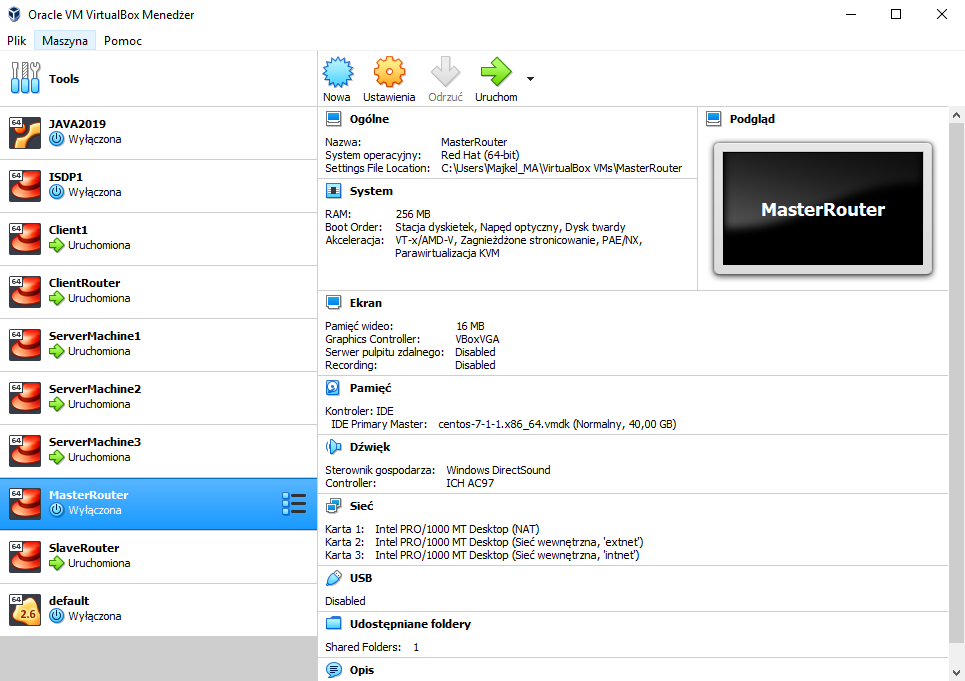 Oracle VM VirtualBox Menedżer
Plik Maszyna Pomoc
Tools
64 JAVA2019
Wyłączona
64 ISDP1
Wyłączona
64 Client1
Uruchomiona
64 ClientRouter
Uruchomiona
64 ServerMachine1
Uruchomiona
64 ServerMachine2
Uruchomiona
64 ServerMachine3
Uruchomiona
64 MasterRouter
Wyłączona
64 SlaveRouter
Uruchomiona
64 2.6 default
Wyłączona
Nowa Ustawienia Odrzuć Uruchom
Ogólne
Nazwa: MasterRouter
System operacyjny: Red Hat (64-bit)
Settings File Location: C:\Users\Majkel_MA\VirtualBox VMs\MasterRouter
System
RAM: 256 MB
Boot Order: Stacja dyskietek, Napęd optyczny, Dysk twardy
Akceleracja: VT-x/AMD-V, Zagnieżdżone stronicowanie, PAE/NX,
Parawirtualizacja KVM
Podgląd
MasterRouter
Ekran
Pamięć wideo: 16 MB
Graphics Controller: VBoxVGA
Serwer pulpitu zdalnego: Disabled
Recording: Disabled
Pamięć
Kontroler: IDE
IDE Primary Master: centos-7-1-1.x86_64.vmdk (Normalny, 40,00 GB)
Dźwięk
Sterownik gospodarza: Windows DirectSound
Controller: ICH AC97
Sieć
Karta 1: Intel PRO/1000 MT Desktop (NAT)
Karta 2: Intel PRO/1000 MT Desktop (Sieć wewnętrzna, 'extnet')
Karta 3: Intel PRO/1000 MT Desktop (Sieć wewnętrzna, 'intnet')
USB
Disabled
Udostępniane foldery
Shared Folders: 1
Opis